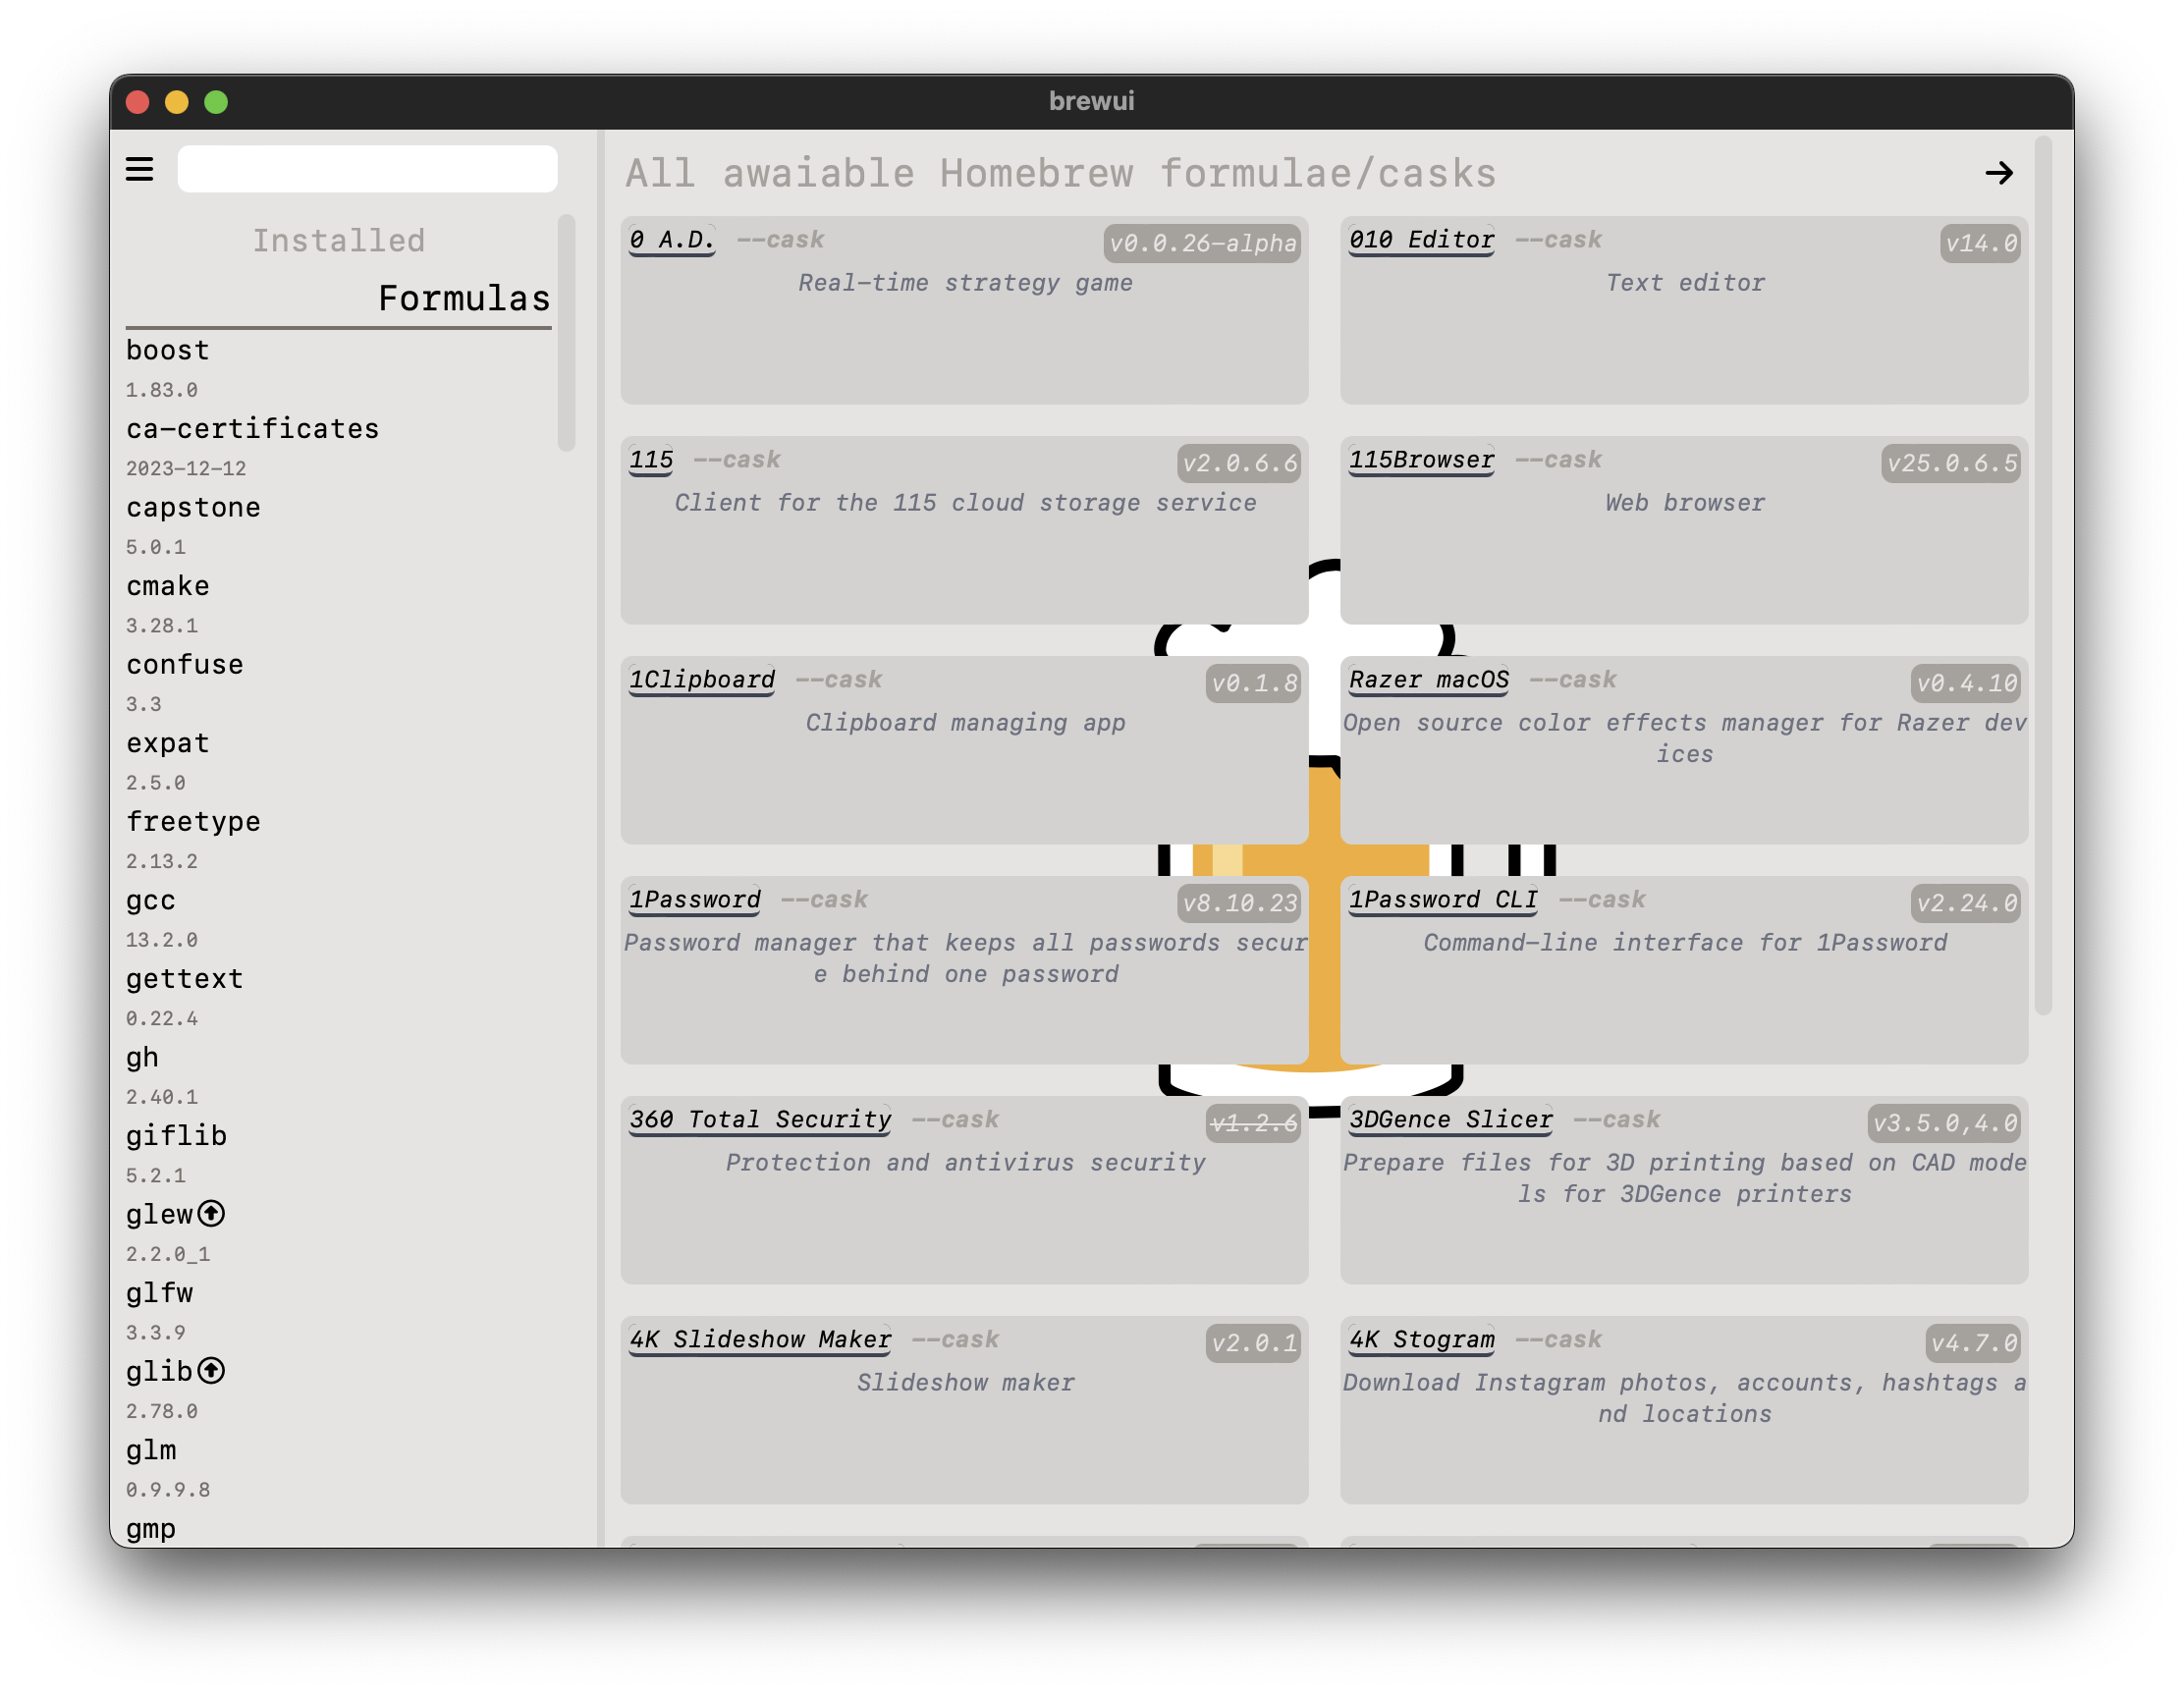 brewui
Installed
Formulas
boost
1.83.0
ca-certificates
2023-12-12
capstone
5.0.1
cmake
3.28.1
confuse
3.3
expat
2.5.0
freetype
2.13.2
gcc
13.2.0
gettext
0.22.4
gh
2.40.1
giflib
5.2.1
glew
2.2.0_1
glfw
3.3.9
glib
2.78.0
glm
0.9.9.8
gmp
All awaiable Homebrew formulae/casks
0 A.D. --cask v0.0.26-alpha
Real-time strategy game
010 Editor --cask v14.0
Text editor
115 --cask v2.0.6.6
Client for the 115 cloud storage service
115Browser --cask v25.0.6.5
Web browser
1Clipboard --cask v0.1.8
Clipboard managing app
Razer macOS --cask v0.4.10
Open source color effects manager for Razer dev
ices
1Password --cask v8.10.23
Password manager that keeps all passwords secur
e behind one password
1Password CLI --cask v2.24.0
Command-line interface for 1Password
360 Total Security --cask v1.2.6
Protection and antivirus security
3DGence Slicer --cask v3.5.0,4.0
Prepare files for 3D printing based on CAD mode
ls for 3DGence printers
4K Slideshow Maker --cask v2.0.1
Slideshow maker
4K Stogram --cask v4.7.0
Download Instagram photos, accounts, hashtags a
nd locations